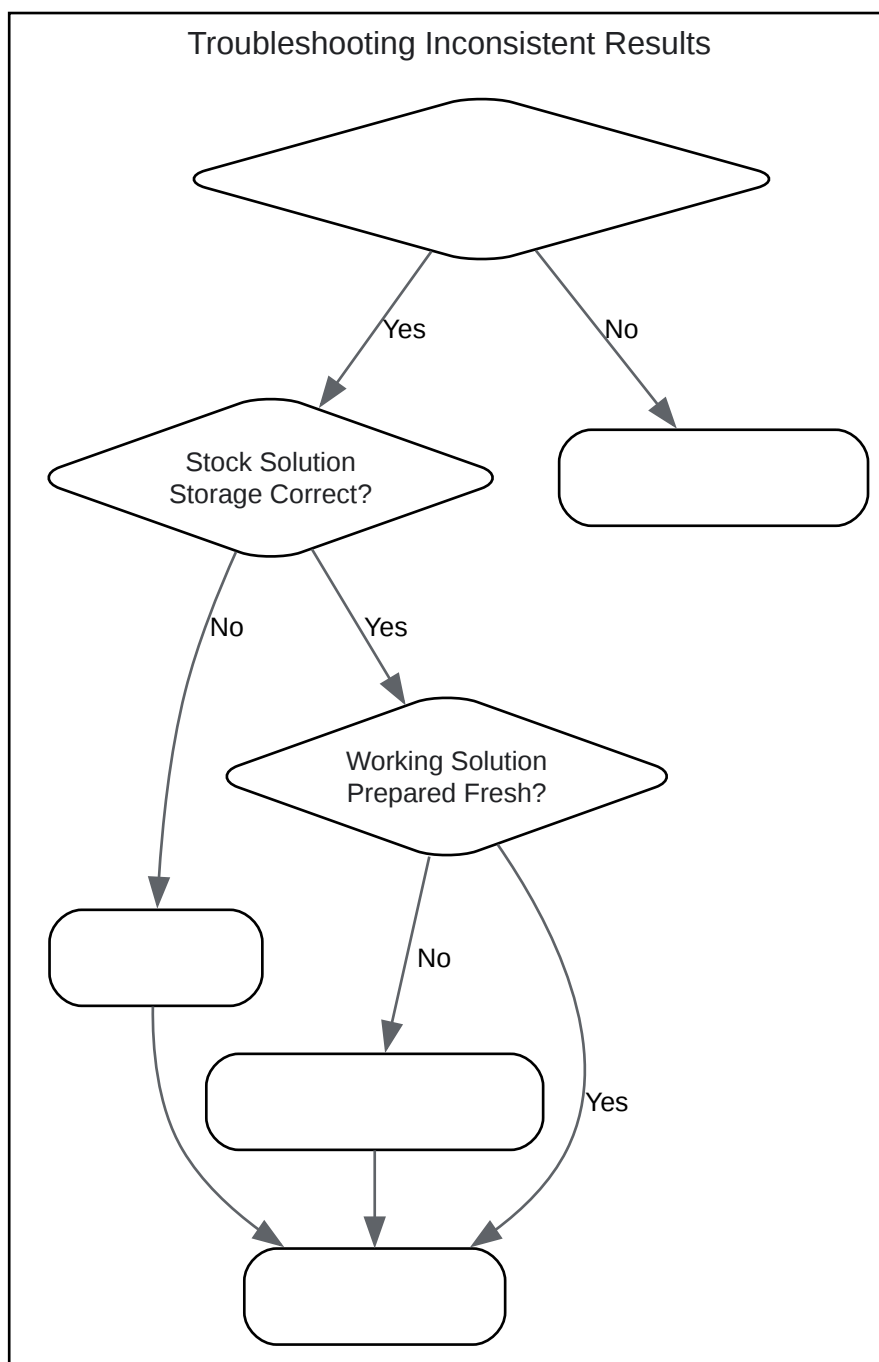 Troubleshooting Inconsistent Results
Yes
No
Stock Solution
Storage Correct?
No
Yes
Working Solution
Prepared Fresh?
No
Yes